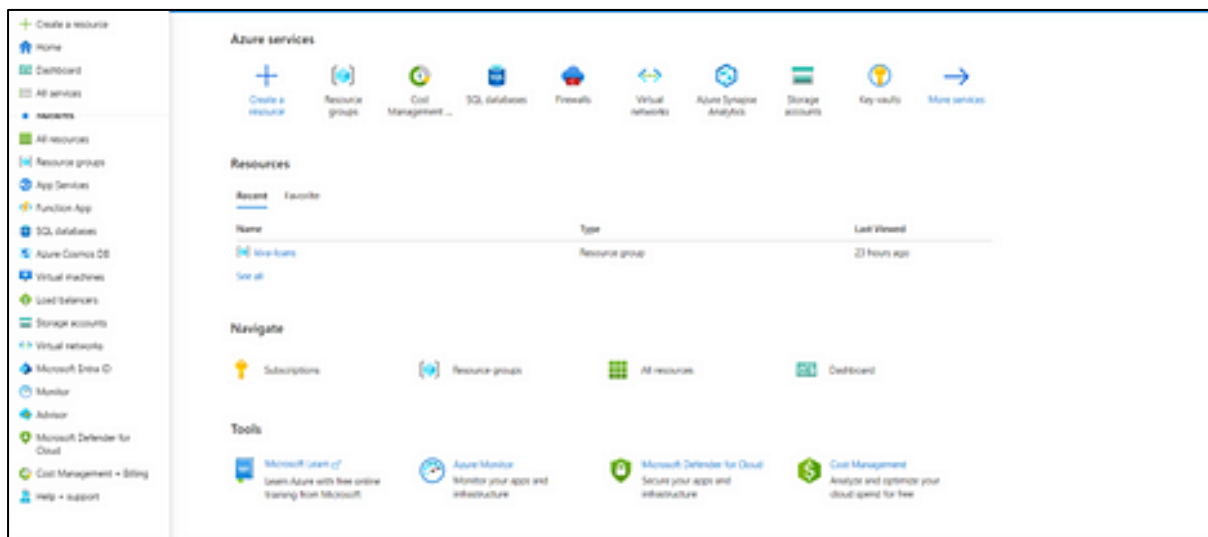 Create a resource
Home
Dashboard
All services
FAVORITES
All resources
Resource groups
App Services
Function App
SQL databases
Azure Cosmos DB
Virtual machines
Load balancers
Storage accounts
Virtual networks
Microsoft Entra ID
Monitor
Advisor
Microsoft Defender for
Cloud
Cost Management + Billing
Help + support
Azure services
Create a
resource
Resource
groups
Cost
Management ...
SQL databases
Firewalls
Virtual
networks
Azure Synapse
Analytics
Storage
accounts
Key vaults
More services
Resources
Recent Favorite
Name Type Last Viewed
Resource group 23 hours ago
See all
Navigate
Subscriptions Resource groups All resources Dashboard
Tools
Microsoft Learn
Learn Azure with free online
training from Microsoft
Azure Monitor
Monitor your apps and
infrastructure
Microsoft Defender for Cloud
Secure your apps and
infrastructure
Cost Management
Analyze and optimize your
cloud spend for free